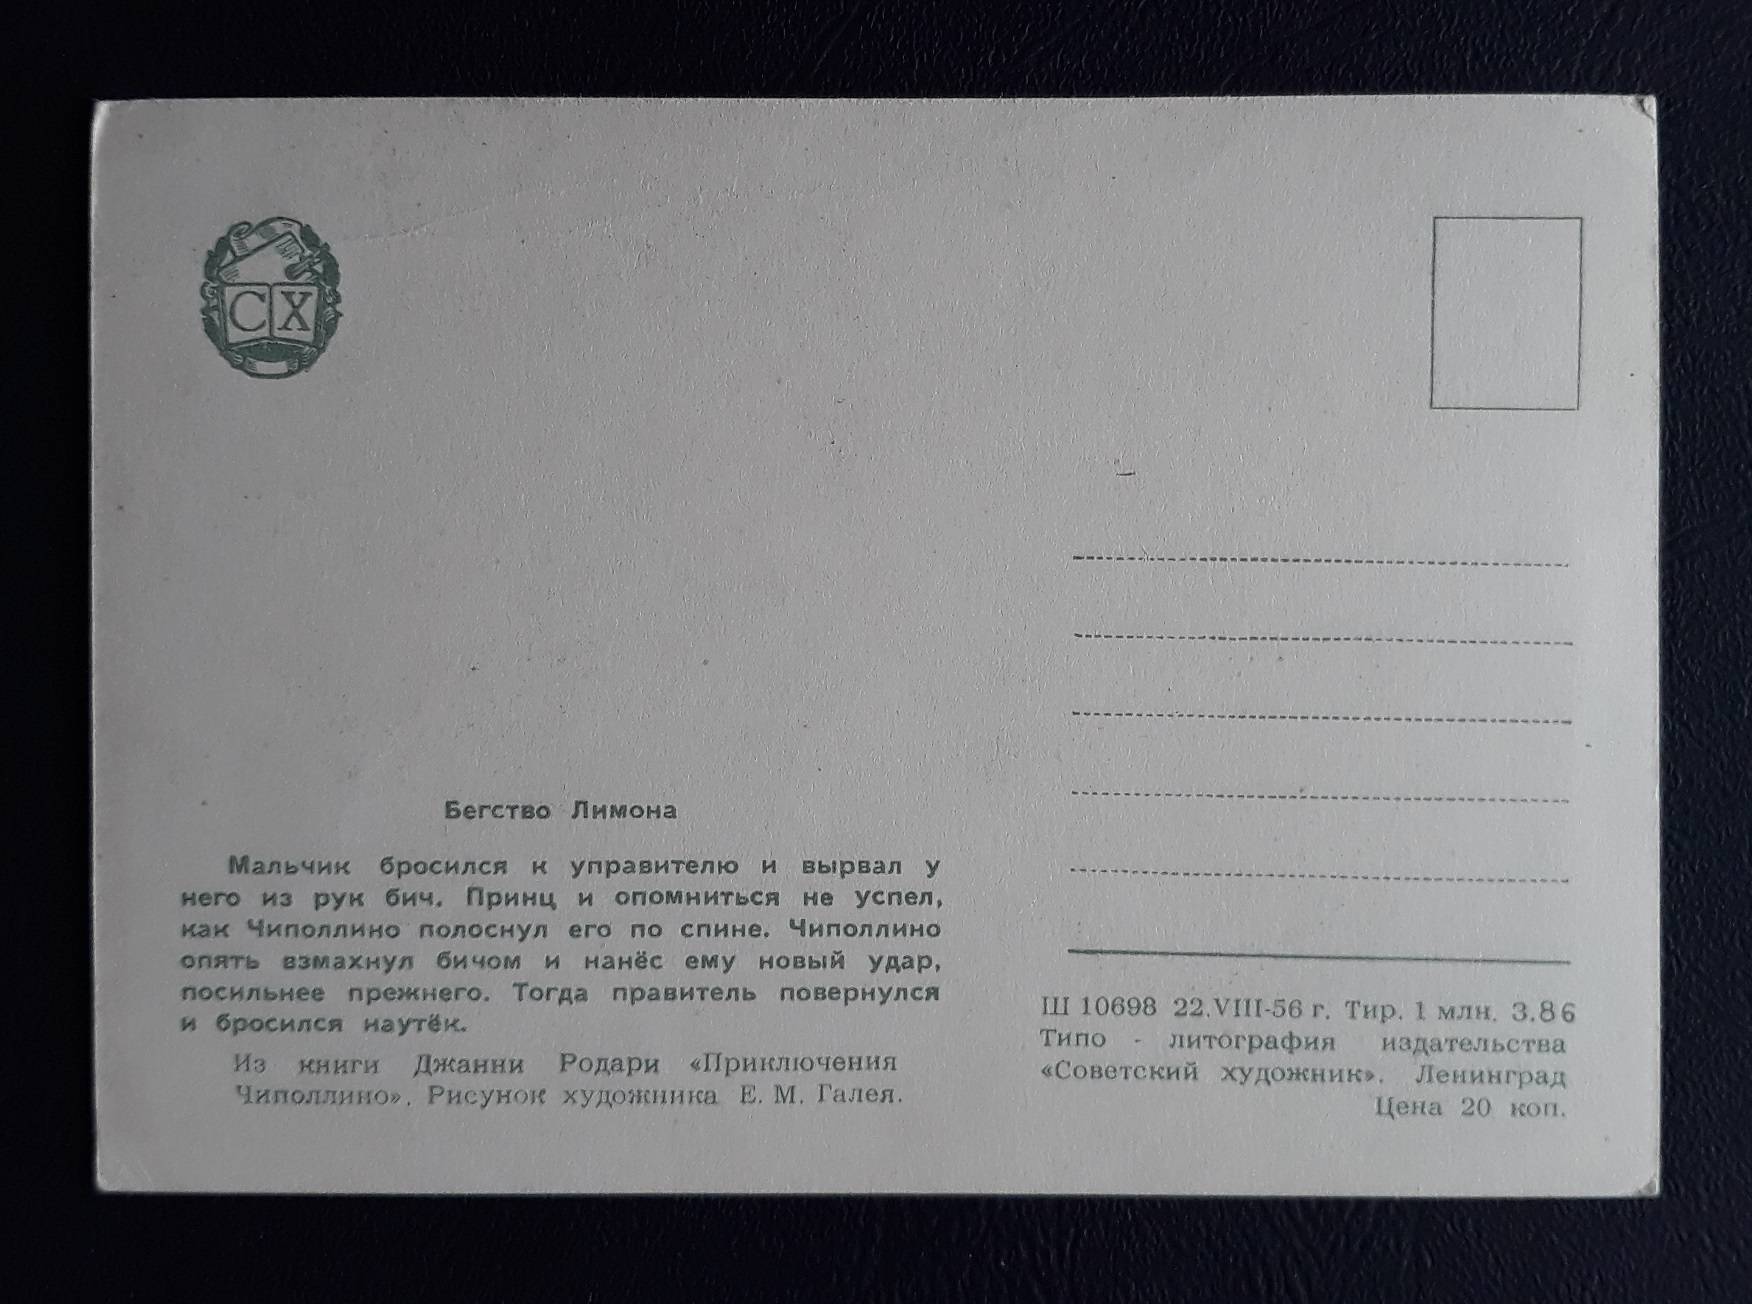 СХ
Бегство Лимона
Мальчик бросился к управителю и вырвал у
него из рук бич. Принц и опомниться не успел,
как Чиполлино полоснул его по спине. Чиполлино
опять взмахнул бичом и нанёс ему новый удар,
посильнее прежнего. Тогда правитель повернулся
и бросился наутёк.
Из книги Джанни Родари «Приключения
Чиполлино». Рисунок художника Е. М. Галея.
Ш 10698 22.VIII-56 г. Тир. 1 млн. З.86
Типо - литография издательства
«Советский художник». Ленинград
Цена 20 коп.